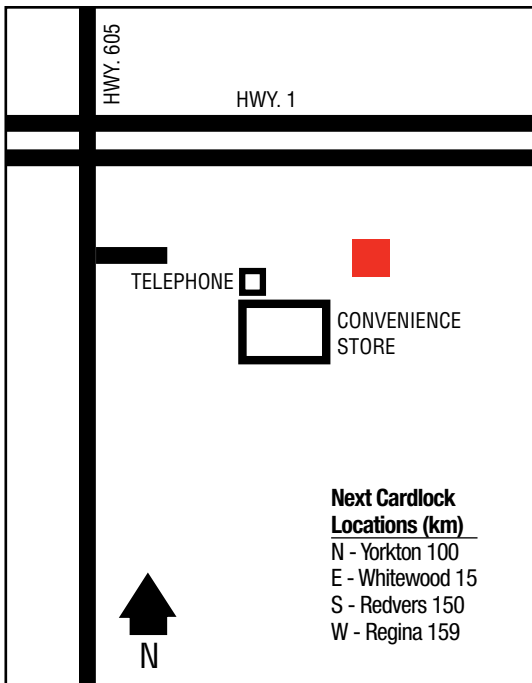 HWY. 605
HWY. 1
TELEPHONE
CONVENIENCE
STORE
Next Cardlock
Locations (km)
N - Yorkton 100
E - Whitewood 15
S - Redvers 150
W - Regina 159
N